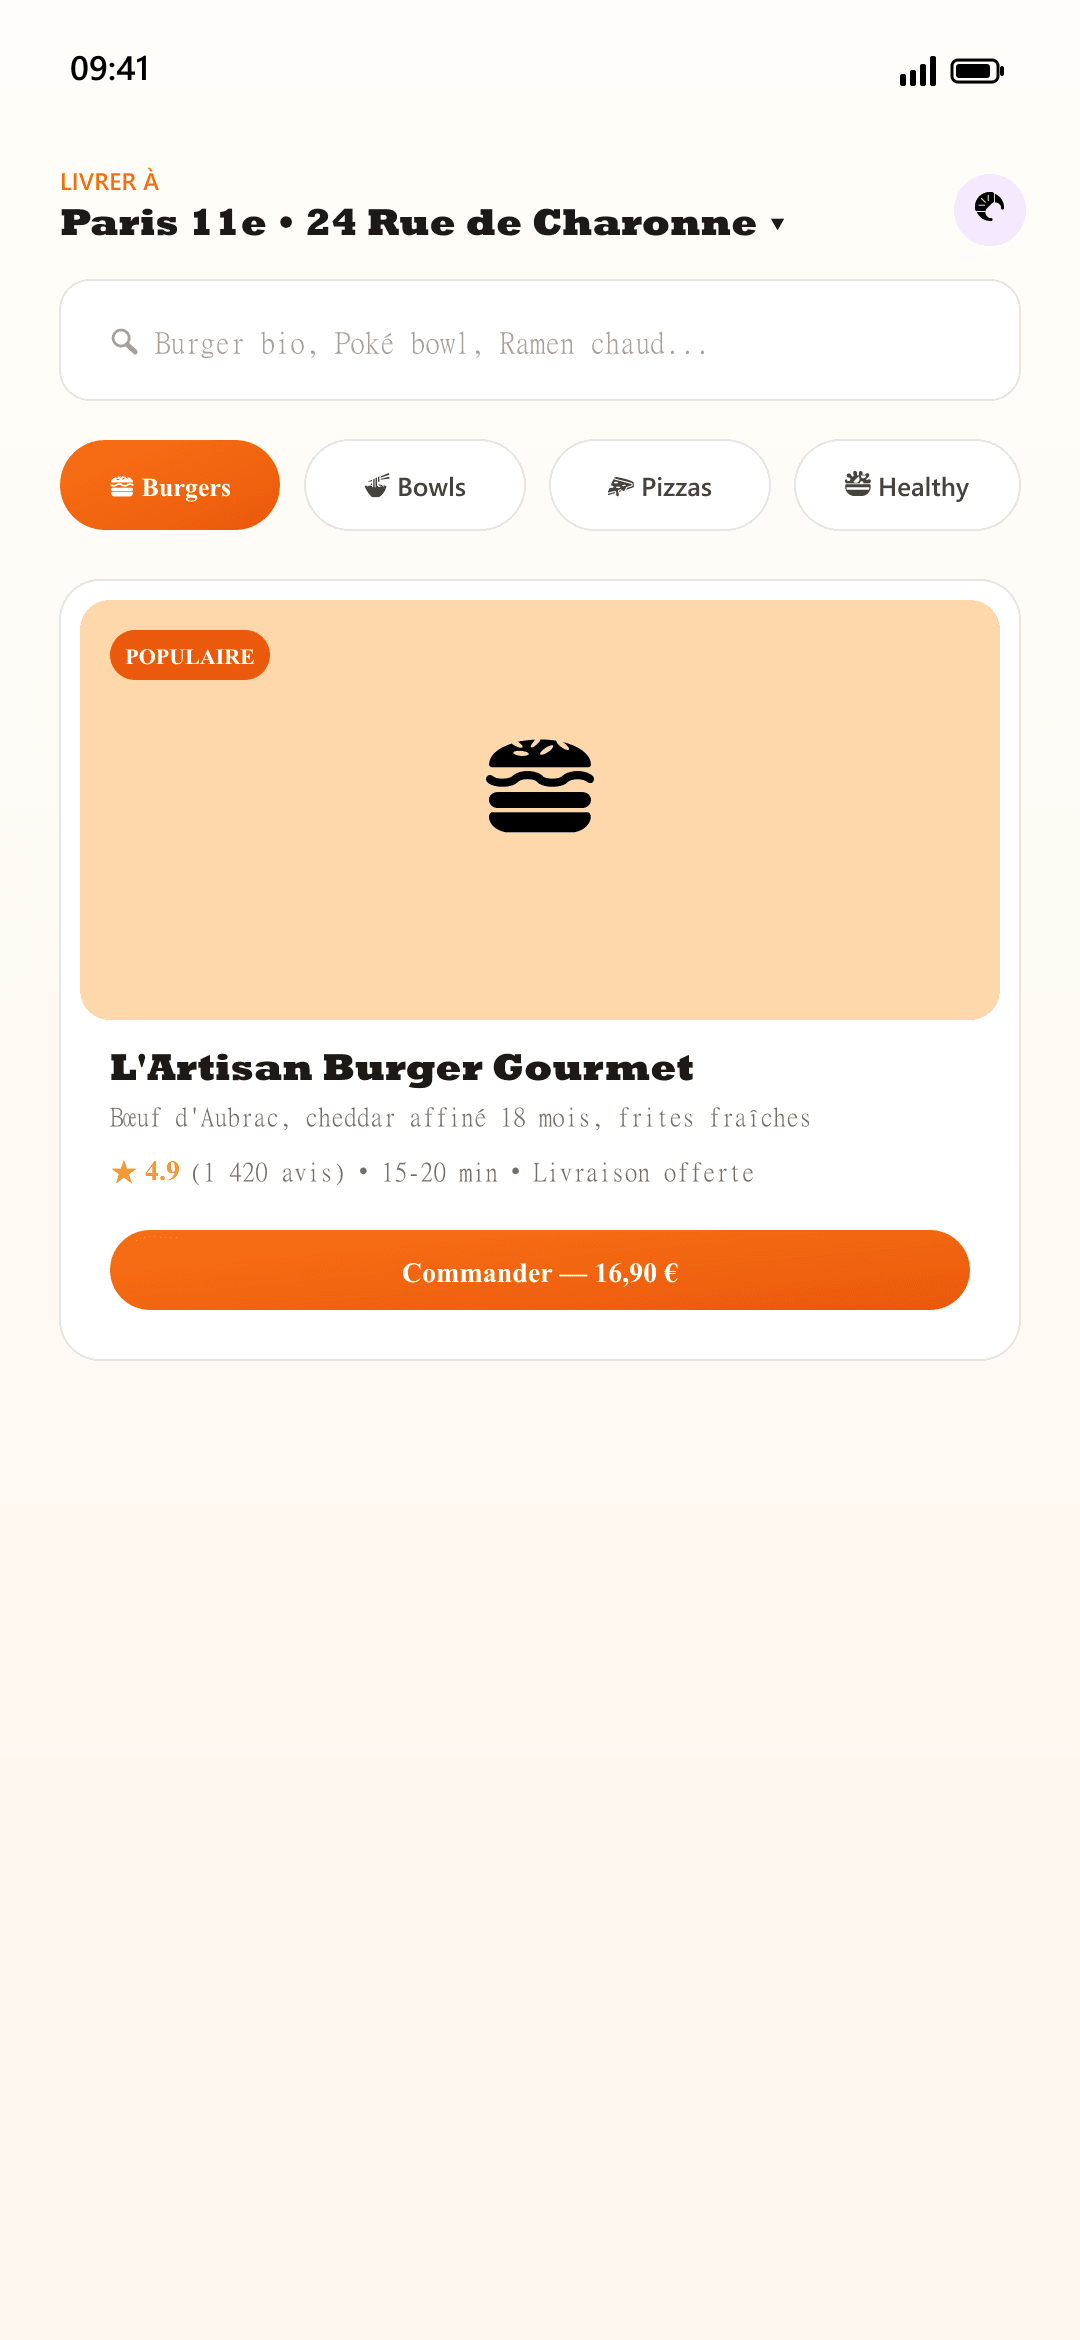 09:41
LIVRER À
Paris 11e • 24 Rue de Charonne ▾
Burger bio, Poké bowl, Ramen chaud...
Burgers
Bowls
Pizzas
Healthy
POPULAIRE
L'Artisan Burger Gourmet
Bœuf d'Aubrac, cheddar affiné 18 mois, frites fraîches
★ 4.9 (1 420 avis) • 15-20 min • Livraison offerte
Commander — 16,90 €